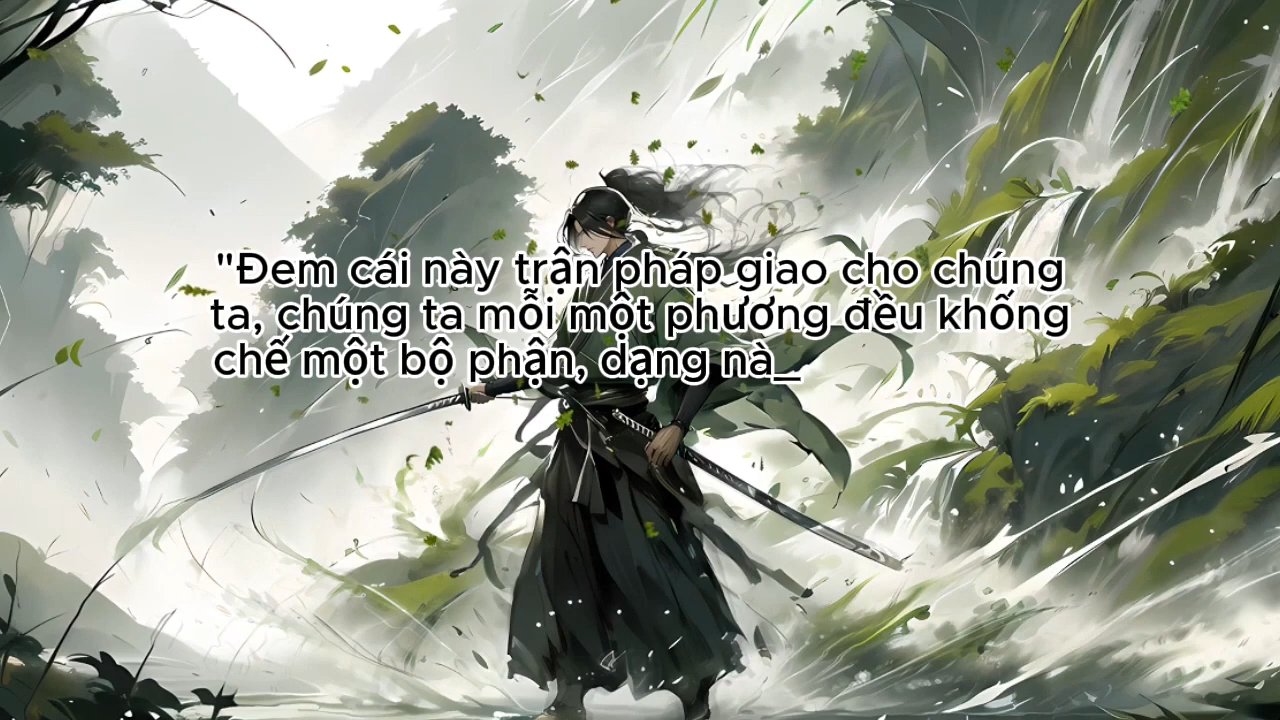 "Đem cái này trận pháp giao cho chúng
ta, chúng ta mỗi một phương đều khống
chế một bộ phận, dạng nà_